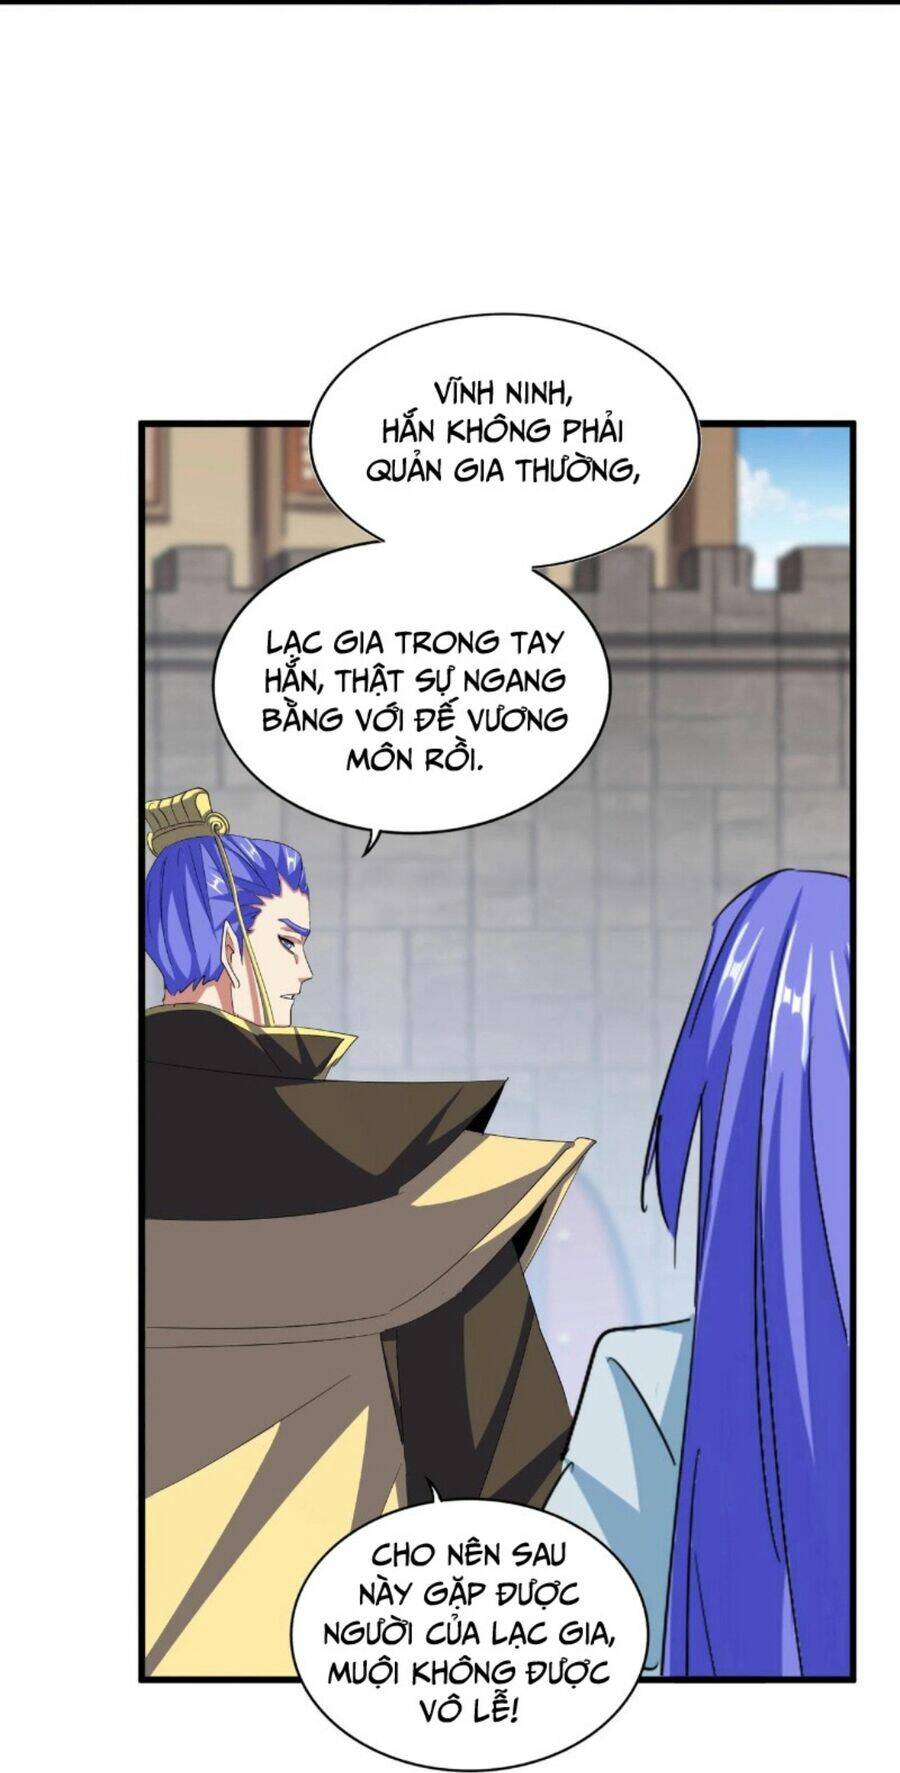 VĨNH NINH,
HẮN KHÔNG PHẢI
QUẢN GIA THƯỜNG,
LẠC GIA TRONG TAY
HẮN, THẬT SỰ NGANG
BẰNG VỚI ĐẾ VƯƠNG
MÔN RỒI.
CHO NÊN SAU
NÀY GẶP ĐƯỢC
NGƯỜI CỦA LẠC GIA,
MUỘI KHÔNG ĐƯỢC
VÔ LỄ!